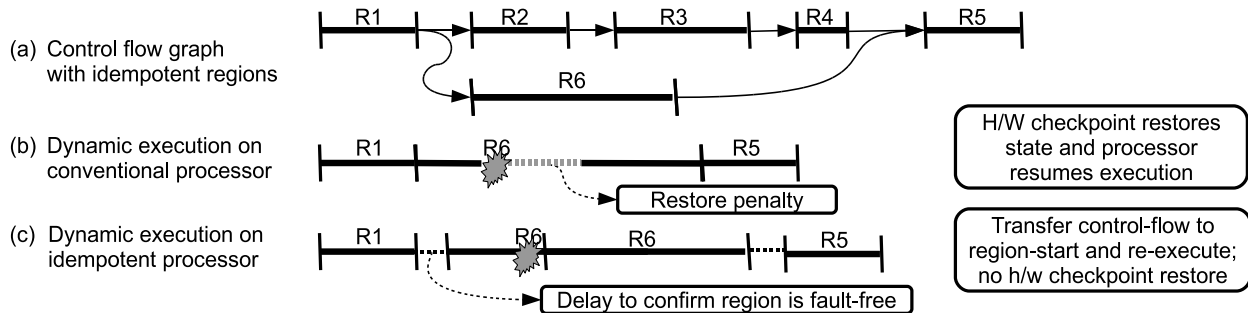 R1 R2 R3 R4 R5
(a) Control flow graph
with idempotent regions
R6
H/W checkpoint restores
state and processor
resumes execution
(b) Dynamic execution on
conventional processor
R1 R6 R5
Restore penalty
(c) Dynamic execution on
idempotent processor
R1 R6 R6 R5
Transfer control-flow to
region-start and re-execute;
no h/w checkpoint restore
Delay to confirm region is fault-free